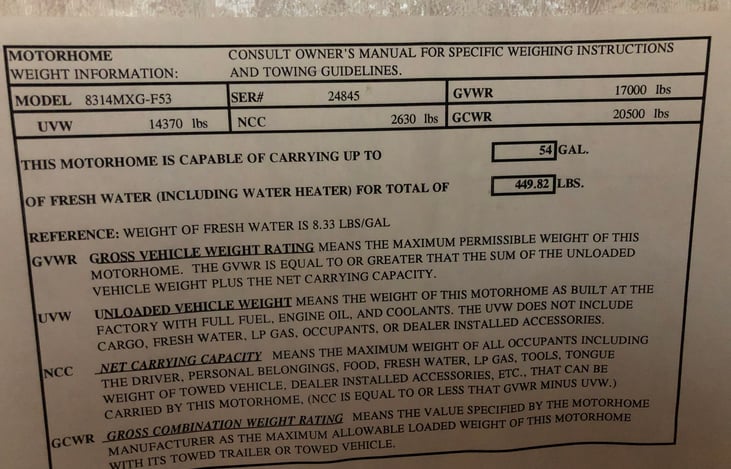 MOTORHOME CONSULT OWNER'S MANUAL FOR SPECIFIC WEIGHING INSTRUCTIONS
WEIGHT INFORMATION: AND TOWING GUIDELINES.
MODEL 8314MXG-F53 SER# 24845 GVWR 17000 lbs
UVW 14370 lbs NCC 2630 lbs GCWR 20500 lbs
THIS MOTORHOME IS CAPABLE OF CARRYING UP TO 54 GAL.
OF FRESH WATER (INCLUDING WATER HEATER) FOR TOTAL OF 449.82 LBS.
REFERENCE: WEIGHT OF FRESH WATER IS 8.33 LBS/GAL
GVWR GROSS VEHICLE WEIGHT RATING MEANS THE MAXIMUM PERMISSIBLE WEIGHT OF THIS
MOTORHOME. THE GVWR IS EQUAL TO OR GREATER THAT THE SUM OF THE UNLOADED
VEHICLE WEIGHT PLUS THE NET CARRYING CAPACITY.
UVW UNLOADED VEHICLE WEIGHT MEANS THE WEIGHT OF THIS MOTORHOME AS BUILT AT THE
FACTORY WITH FULL FUEL, ENGINE OIL, AND COOLANTS. THE UVW DOES NOT INCLUDE
CARGO, FRESH WATER, LP GAS, OCCUPANTS, OR DEALER INSTALLED ACCESSORIES.
NCC NET CARRYING CAPACITY MEANS THE MAXIMUM WEIGHT OF ALL OCCUPANTS INCLUDING
THE DRIVER, PERSONAL BELONGINGS, FOOD, FRESH WATER, LP GAS, TOOLS, TONGUE
WEIGHT OF TOWED VEHICLE, DEALER INSTALLED ACCESSORIES, ETC., THAT CAN BE
CARRIED BY THIS MOTORHOME, (NCC IS EQUAL TO OR LESS THAT GVWR MINUS UVW.)
GCWR GROSS COMBINATION WEIGHT RATING MEANS THE VALUE SPECIFIED BY THE MOTORHOME
MANUFACTURER AS THE MAXIMUM ALLOWABLE LOADED WEIGHT OF THIS MOTORHOME
WITH ITS TOWED TRAILER OR TOWED VEHICLE.